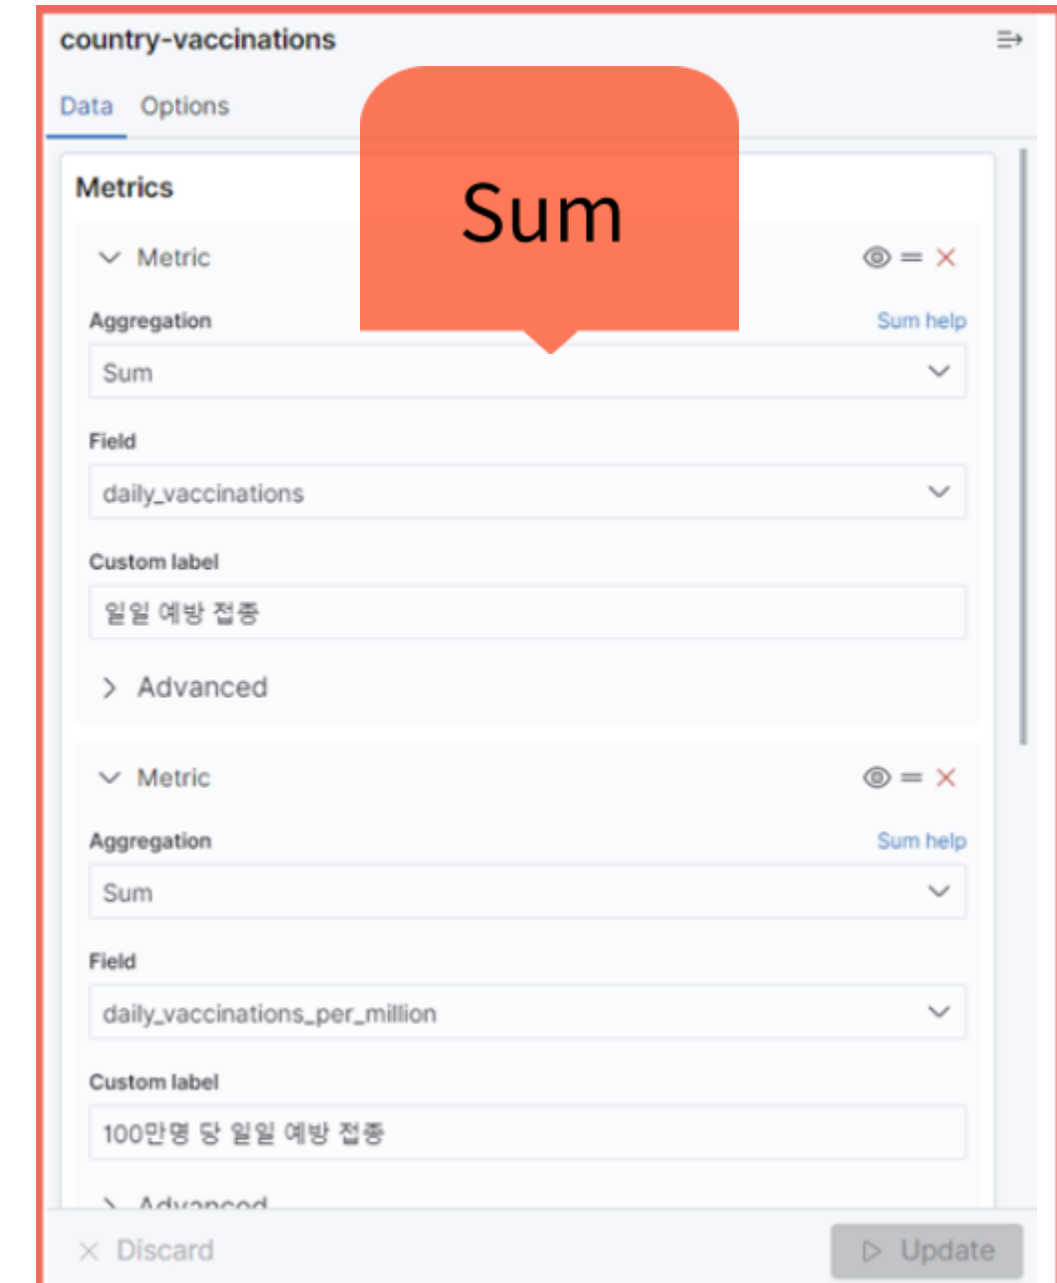 country-vaccinations
Data Options
Sum
Metrics
Metric
Aggregation Sum help
Sum
Field
daily_vaccinations
Custom label
일일 예방 접종
Advanced
Metric
Aggregation Sum help
Sum
Field
daily_vaccinations_per_million
Custom label
100만명 당 일일 예방 접종
Advanced
Discard Update